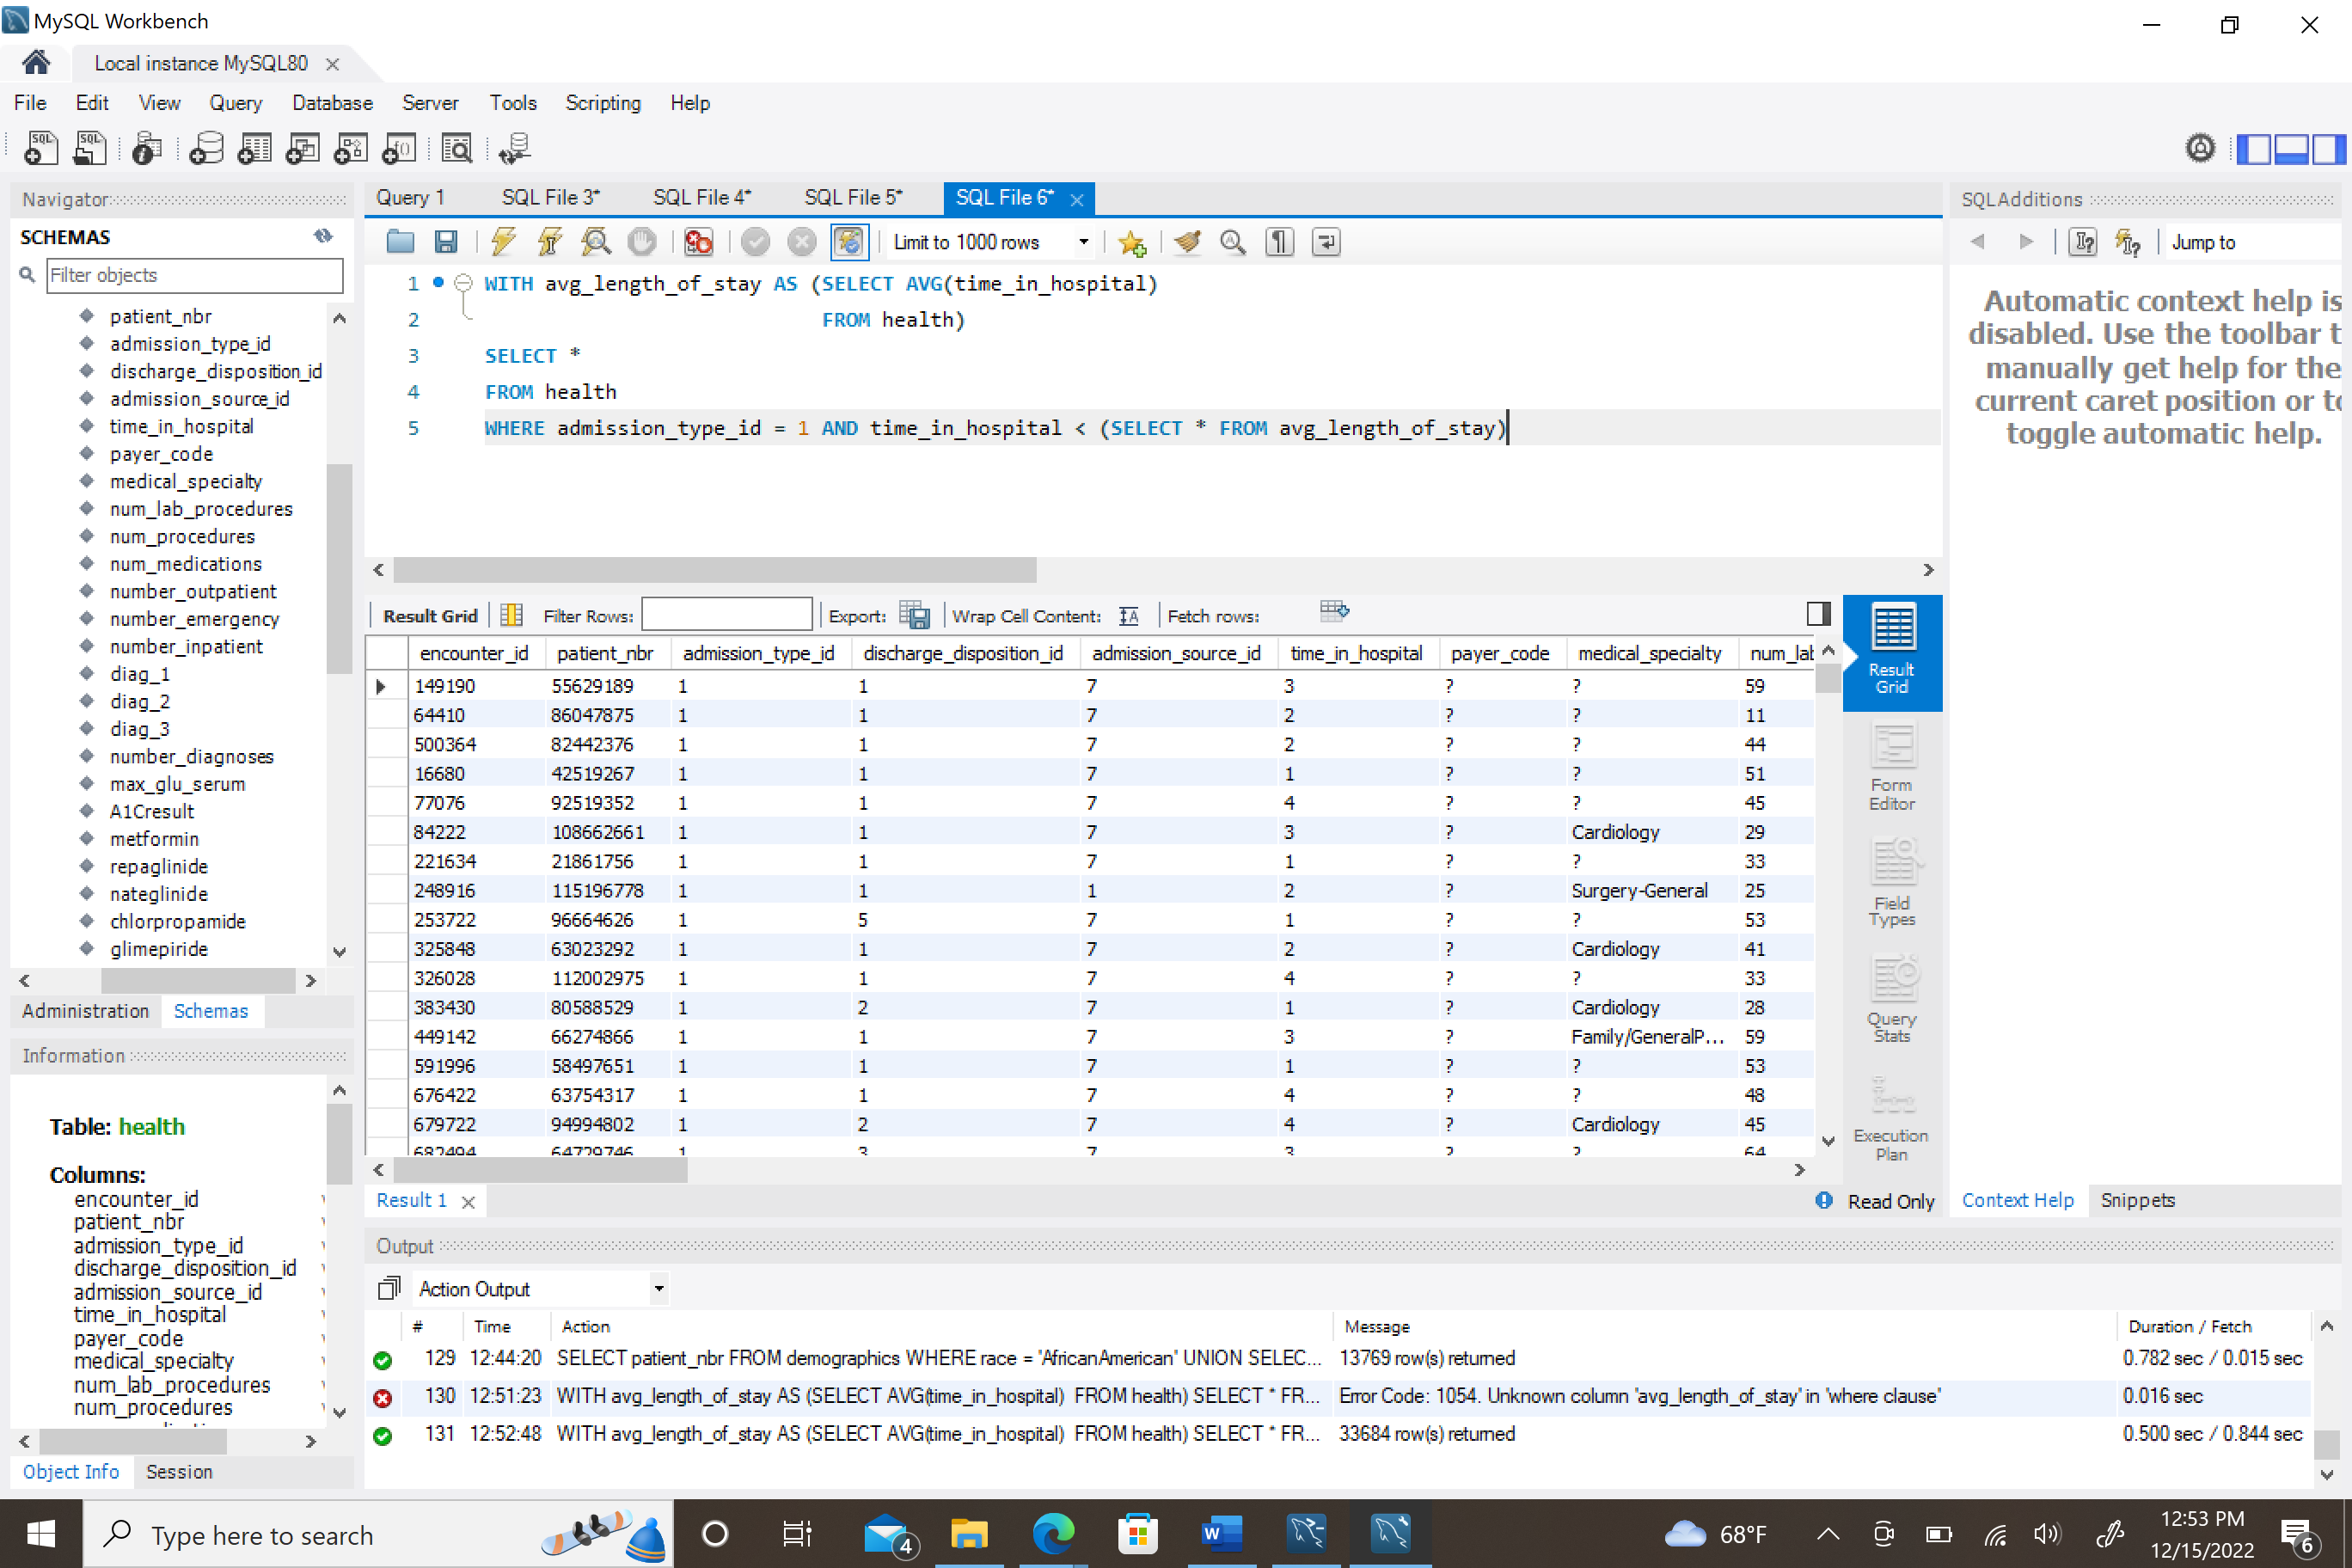 MySQL Workbench
Local instance MySQL80
File Edit View Query Database Server Tools Scripting Help
Navigator
SCHEMAS
Filter objects
patient_nbr
admission_type_id
discharge_disposition_id
admission_source_id
time_in_hospital
payer_code
medical_specialty
num_lab_procedures
num_procedures
num_medications
number_outpatient
number_emergency
number_inpatient
diag_1
diag_2
diag_3
number_diagnoses
max_glu_serum
A1Cresult
metformin
repaglinide
nateglinide
chlorpropamide
glimepiride
Administration Schemas
Information
Table: health
Columns:
encounter_id
patient_nbr
admission_type_id
discharge_disposition_id
admission_source_id
time_in_hospital
payer_code
medical_specialty
num_lab_procedures
num_procedures
Object Info Session
Query 1 SQL File 3* SQL File 4* SQL File 5* SQL File 6*
Limit to 1000 rows
1 WITH avg_length_of_stay AS (SELECT AVG(time_in_hospital)
2 FROM health)
3 SELECT *
4 FROM health
5 WHERE admission_type_id = 1 AND time_in_hospital < (SELECT * FROM avg_length_of_stay)
Result Grid Filter Rows: Export: Wrap Cell Content: Fetch rows:
encounter_id patient_nbr admission_type_id discharge_disposition_id admission_source_id time_in_hospital payer_code medical_specialty num_lab
149190 55629189 1 1 7 3 ? ? 59
64410 86047875 1 1 7 2 ? ? 11
500364 82442376 1 1 7 2 ? ? 44
16680 42519267 1 1 7 1 ? ? 51
77076 92519352 1 1 7 4 ? ? 45
84222 108662661 1 1 7 3 ? Cardiology 29
221634 21861756 1 1 7 1 ? ? 33
248916 115196778 1 1 1 2 ? Surgery-General 25
253722 96664626 1 5 7 1 ? ? 53
325848 63023292 1 1 7 2 ? Cardiology 41
326028 112002975 1 1 7 4 ? ? 33
383430 80588529 1 2 7 1 ? Cardiology 28
449142 66274866 1 1 7 3 ? Family/GeneralP... 59
591996 58497651 1 1 7 1 ? ? 53
676422 63754317 1 1 7 4 ? ? 48
679722 94994802 1 2 7 4 ? Cardiology 45
682494 64729746 1 3 7 3 ? ? 64
Result 1
Read Only
Result Grid
Form Editor
Field Types
Query Stats
Execution Plan
SQLAdditions
Jump to
Automatic context help is
disabled. Use the toolbar t
manually get help for the
current caret position or to
toggle automatic help.
Context Help Snippets
Output
Action Output
# Time Action Message Duration / Fetch
129 12:44:20 SELECT patient_nbr FROM demographics WHERE race = 'AfricanAmerican' UNION SELEC... 13769 row(s) returned 0.782 sec / 0.015 sec
130 12:51:23 WITH avg_length_of_stay AS (SELECT AVG(time_in_hospital) FROM health) SELECT * FR... Error Code: 1054. Unknown column 'avg_length_of_stay' in 'where clause' 0.016 sec
131 12:52:48 WITH avg_length_of_stay AS (SELECT AVG(time_in_hospital) FROM health) SELECT * FR... 33684 row(s) returned 0.500 sec / 0.844 sec
Type here to search
4
68°F
12:53 PM
12/15/2022
6